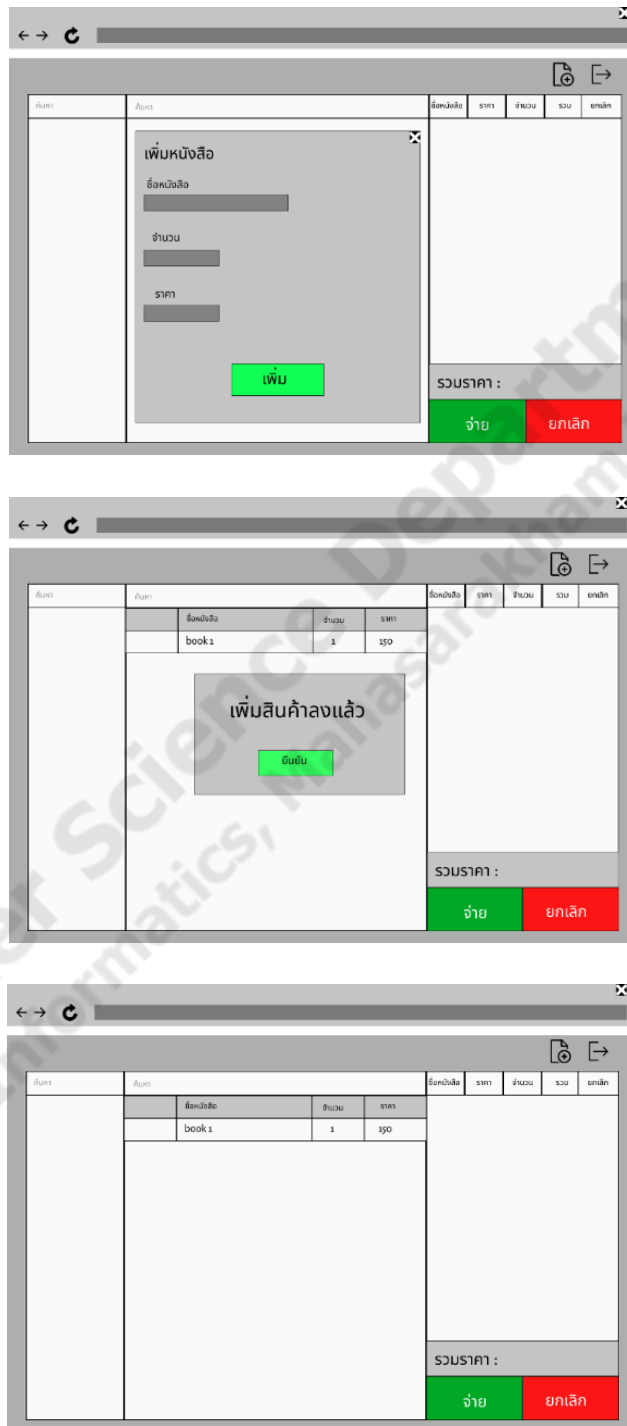 ค้นหา ค้นหา ชื่อหนังสือ ราคา จำนวน รวม ยกเลิก
เพิ่มหนังสือ
ชื่อหนังสือ
จำนวน
ราคา
เพิ่ม
รวมราคา :
จ่าย ยกเลิก
ค้นหา ค้นหา ชื่อหนังสือ ราคา จำนวน รวม ยกเลิก
ชื่อหนังสือ จำนวน ราคา
book 1 1 150
เพิ่มสินค้าลงแล้ว
ยืนยัน
รวมราคา :
จ่าย ยกเลิก
ค้นหา ค้นหา ชื่อหนังสือ ราคา จำนวน รวม ยกเลิก
ชื่อหนังสือ จำนวน ราคา
book 1 1 150
รวมราคา :
จ่าย ยกเลิก